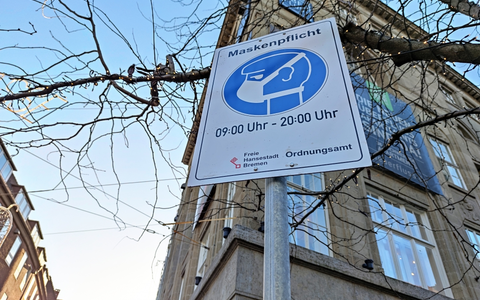 Maskenpflicht
09:00 Uhr - 20:00 Uhr
Freie
Hansestadt
Bremen
Ordnungsamt